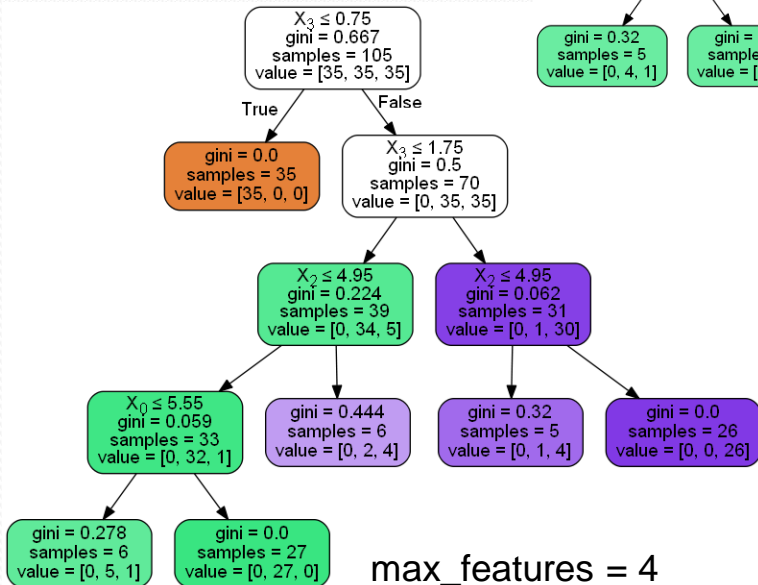 X₃ ≤ 0.75
gini = 0.667
samples = 105
value = [35, 35, 35]
gini = 0.32
samples = 5
value = [0, 4, 1]
gini =
value = [
True
False
gini = 0.0
samples = 35
value = [35, 0, 0]
X₃ ≤ 1.75
gini = 0.5
samples = 70
value = [0, 35, 35]
X₂ ≤ 4.95
gini = 0.224
samples = 39
value = [0, 34, 5]
X₂ ≤ 4.95
gini = 0.062
samples = 31
value = [0, 1, 30]
X₀ ≤ 5.55
gini = 0.059
samples = 33
value = [0, 32, 1]
gini = 0.444
samples = 6
value = [0, 2, 4]
gini = 0.32
samples = 5
value = [0, 1, 4]
gini = 0.0
samples = 26
value = [0, 0, 26]
gini = 0.278
samples = 6
value = [0, 5, 1]
gini = 0.0
samples = 27
value = [0, 27, 0]
max_features = 4